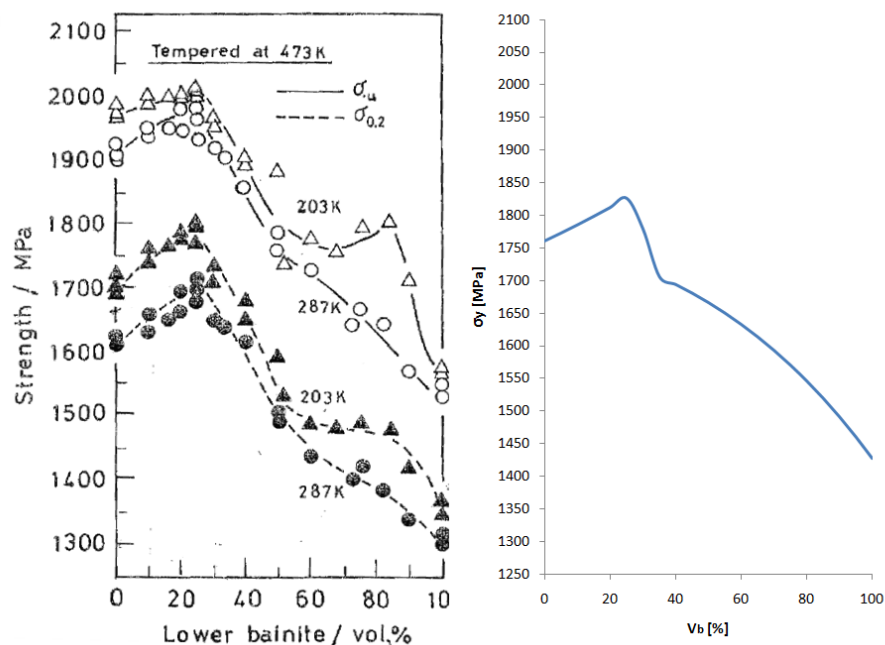 2100
2000
1900
1800
1700
1600
1500
1400
1300
Strength / MPa
Tempered at 473K
σu
σ0.2
203K
287K
203K
287K
0 20 40 60 80 10
Lower bainite / vol,%
2100
2050
2000
1950
1900
1850
1800
1750
1700
1650
1600
1550
1500
1450
1400
1350
1300
1250
σy [MPa]
0 20 40 60 80 100
Vb [%]